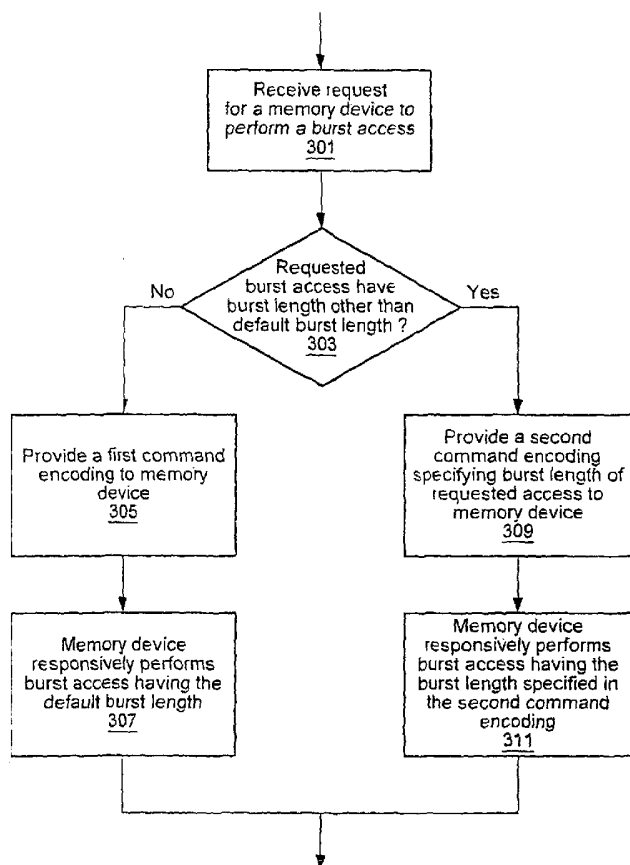 Receive request
for a memory device to
perform a burst access
301
Requested
burst access have
burst length other than
default burst length ?
303
No
Yes
Provide a first command
encoding to memory
device
305
Provide a second
command encoding
specifying burst length of
requested access to
memory device
309
Memory device
responsively performs
burst access having the
default burst length
307
Memory device
responsively performs
burst access having the
burst length specified in
the second command
encoding
311